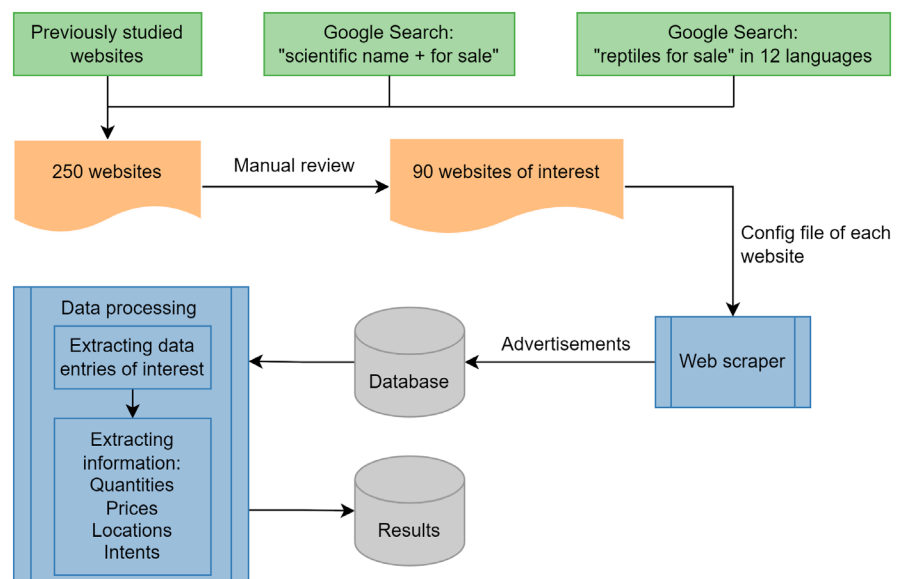 Previously studied
websites
Google Search:
"scientific name + for sale"
Google Search:
"reptiles for sale" in 12 languages
250 websites
Manual review
90 websites of interest
Config file of each
website
Web scraper
Advertisements
Database
Data processing
Extracting data
entries of interest
Extracting
information:
Quantities
Prices
Locations
Intents
Results